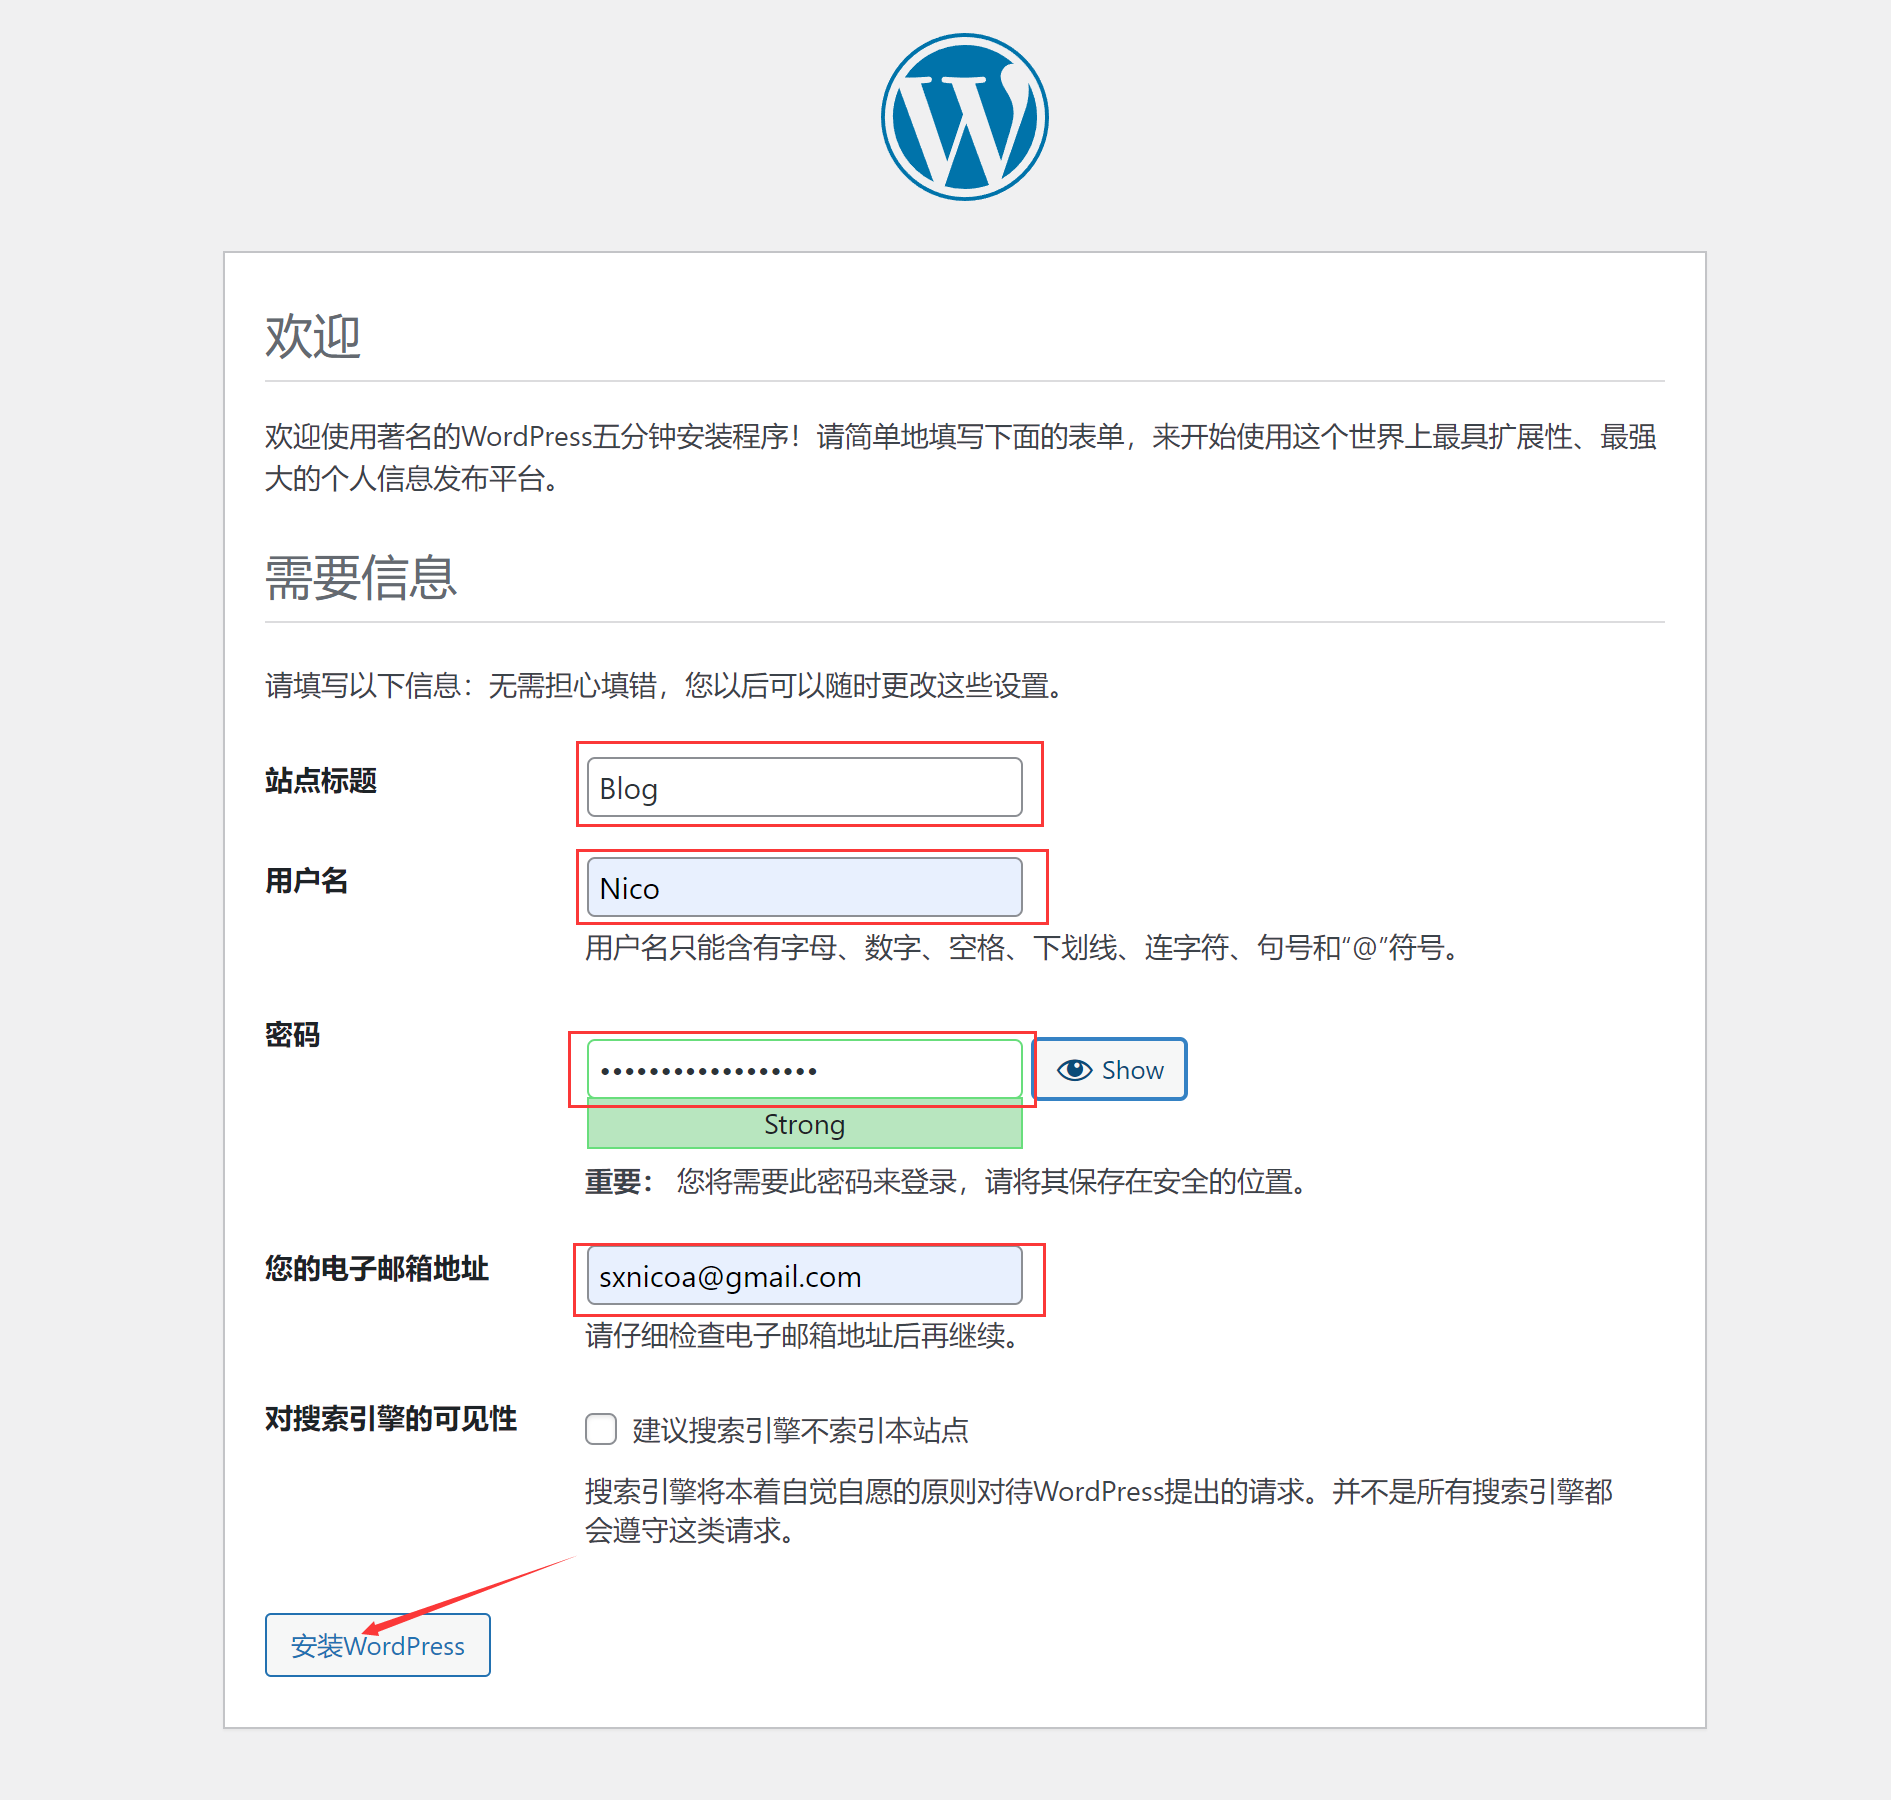 欢迎
欢迎使用著名的WordPress五分钟安装程序！请简单地填写下面的表单，来开始使用这个世界上最具扩展性、最强
大的个人信息发布平台。
需要信息
请填写以下信息：无需担心填错，您以后可以随时更改这些设置。
站点标题
Blog
用户名
Nico
用户名只能含有字母、数字、空格、下划线、连字符、句号和“@”符号。
密码
••••••••••••••••••
Show
Strong
重要： 您将需要此密码来登录，请将其保存在安全的位置。
您的电子邮箱地址
sxnicoa@gmail.com
请仔细检查电子邮箱地址后再继续。
对搜索引擎的可见性
建议搜索引擎不索引本站点
搜索引擎将本着自觉自愿的原则对待WordPress提出的请求。并不是所有搜索引擎都
会遵守这类请求。
安装WordPress